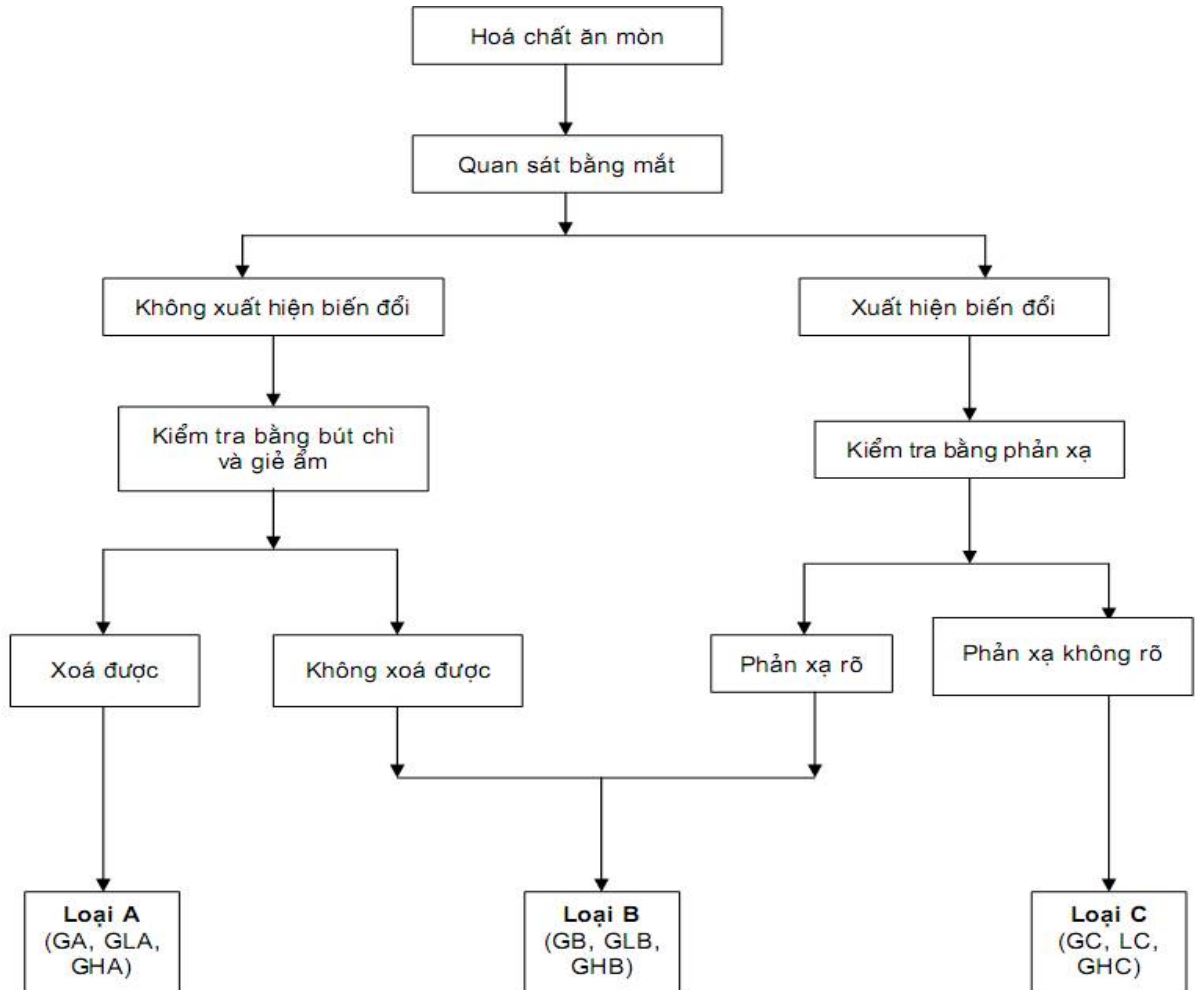 Hoá chất ăn mòn
Quan sát bằng mắt
Không xuất hiện biến đổi
Xuất hiện biến đổi
Kiểm tra bằng bút chì
và giẻ ẩm
Kiểm tra bằng phản xạ
Xoá được
Không xoá được
Phản xạ rõ
Phản xạ không rõ
Loại A
(GA, GLA,
GHA)
Loại B
(GB, GLB,
GHB)
Loại C
(GC, LC,
GHC)